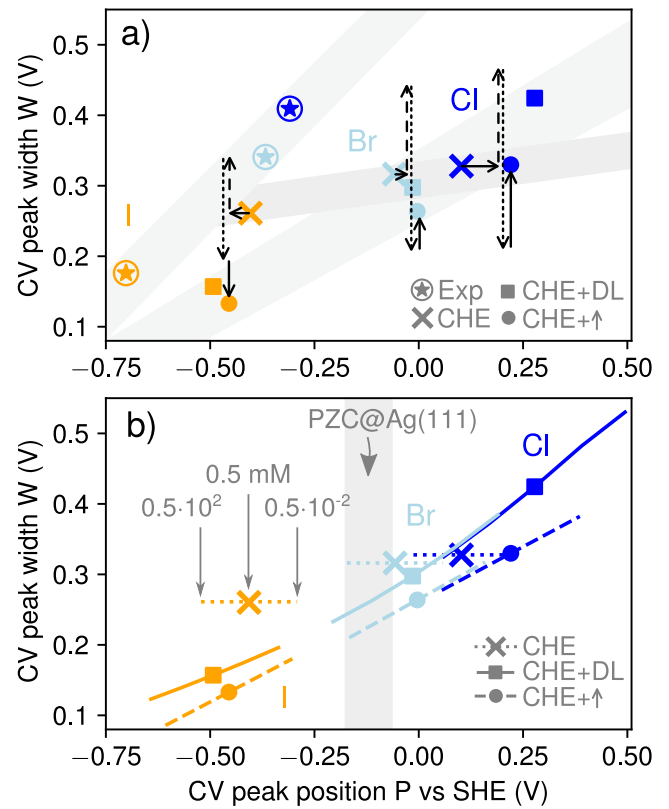 a)
CV peak width W (V)
0.5
0.4
0.3
0.2
0.1
Cl
Br
I
Exp
CHE
CHE+DL
CHE+↑
−0.75 −0.50 −0.25 0.00 0.25 0.50
b)
CV peak width W (V)
0.5
0.4
0.3
0.2
0.1
PZC@Ag(111)
Cl
0.5 mM
0.5·10²
0.5·10⁻²
Br
I
CHE
CHE+DL
CHE+↑
−0.75 −0.50 −0.25 0.00 0.25 0.50
CV peak position P vs SHE (V)